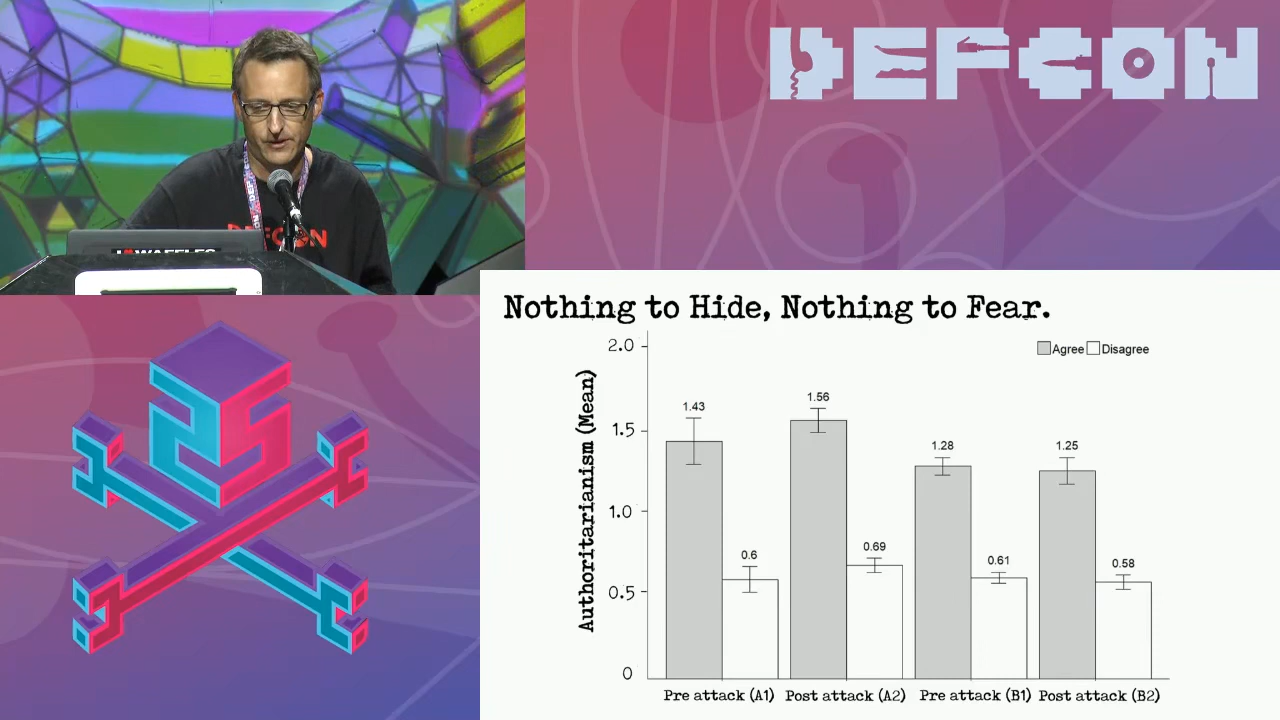 DEFCON
DEFCON
I WAFFLES
Nothing to Hide, Nothing to Fear.
Authoritarianism (Mean)
2.0
1.5
1.0
0.5
0
Agree Disagree
1.43
0.6
1.56
0.69
1.28
0.61
1.25
0.58
Pre attack (A1) Post attack (A2) Pre attack (B1) Post attack (B2)